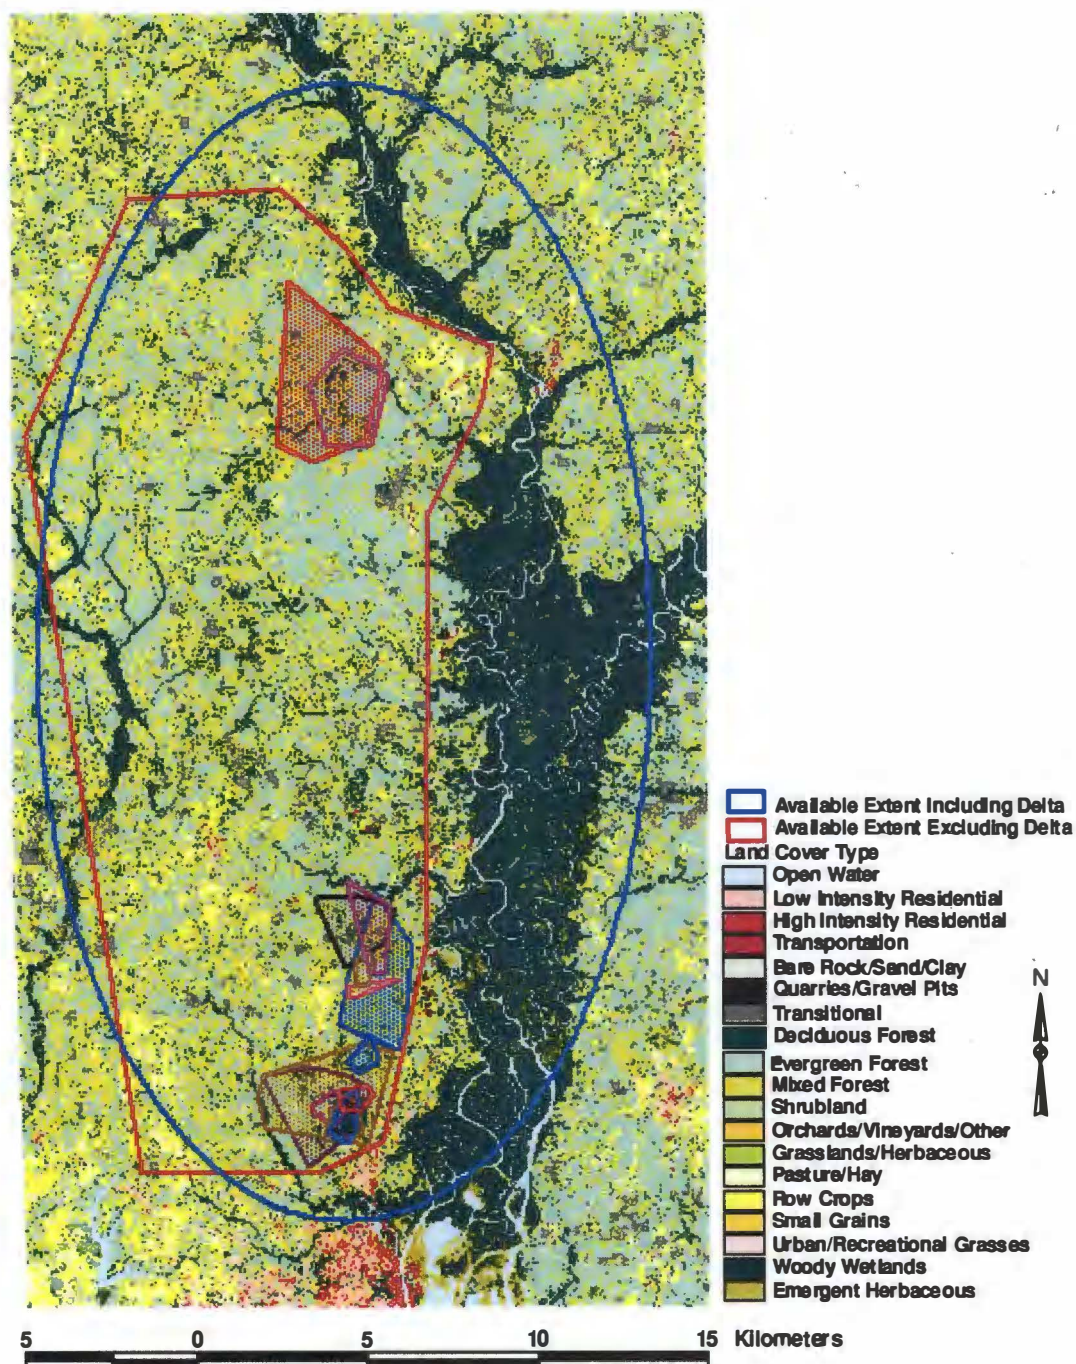 Available Extent Including Delta
Available Extent Excluding Delta
Land Cover Type
Open Water
Low Intensity Residential
High Intensity Residential
Transportation
Bare Rock/Sand/Clay
Quarries/Gravel Pits
Transitional
Deciduous Forest
Evergreen Forest
Mixed Forest
Shrubland
Orchards/Vineyards/Other
Grasslands/Herbaceous
Pasture/Hay
Row Crops
Small Grains
Urban/Recreational Grasses
Woody Wetlands
Emergent Herbaceous
N
5 0 5 10 15 Kilometers